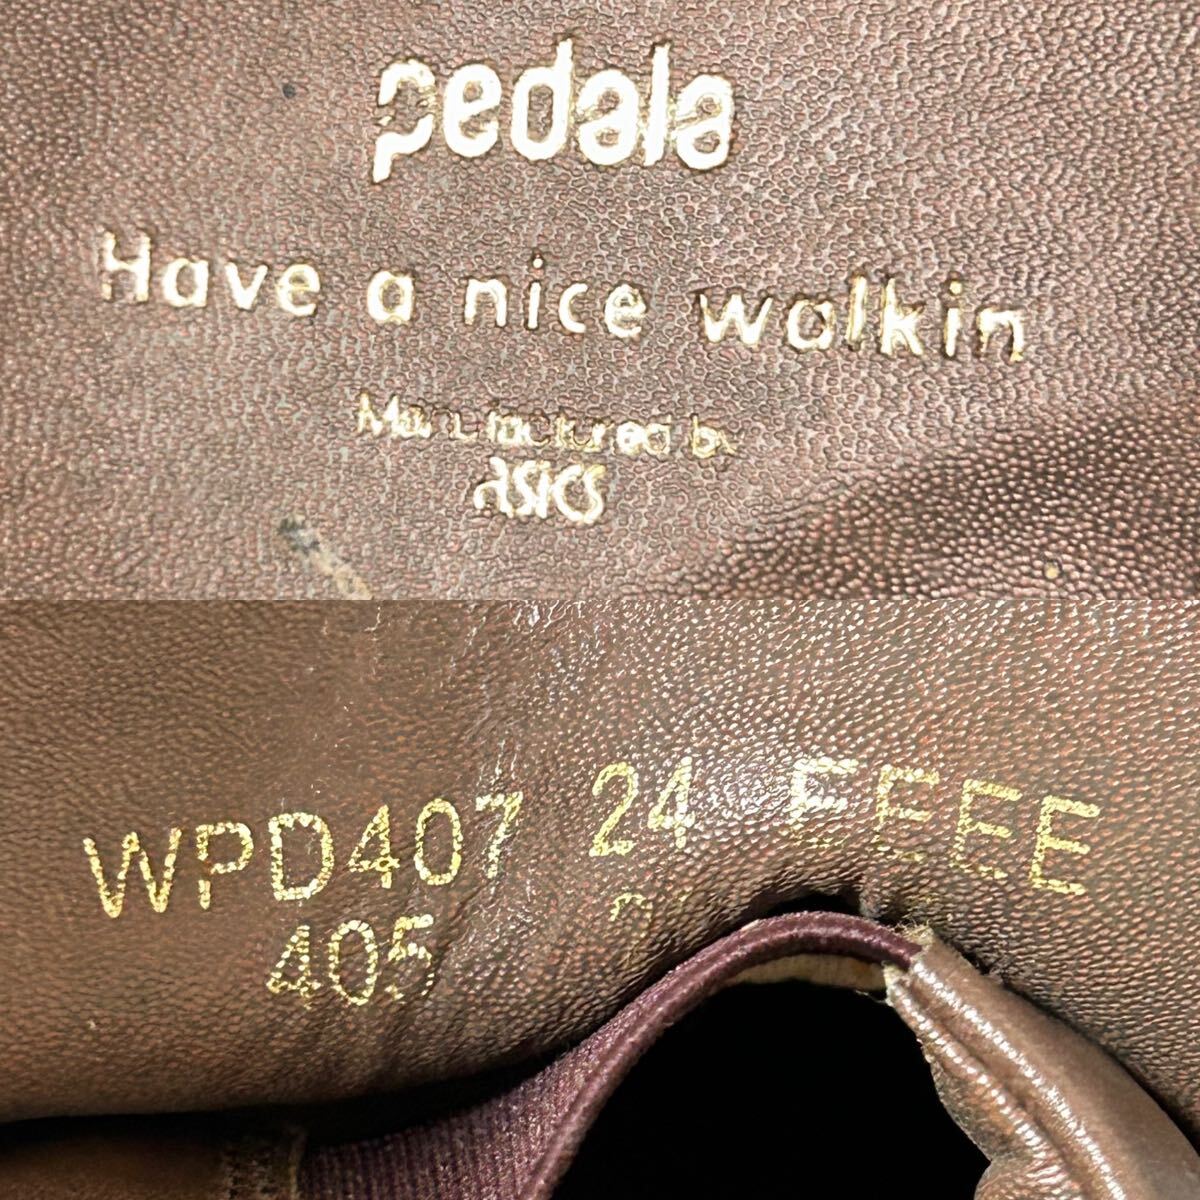 pedala
Have a nice walkin
Manufactured by
asics
WPD407 24 EEEE
405